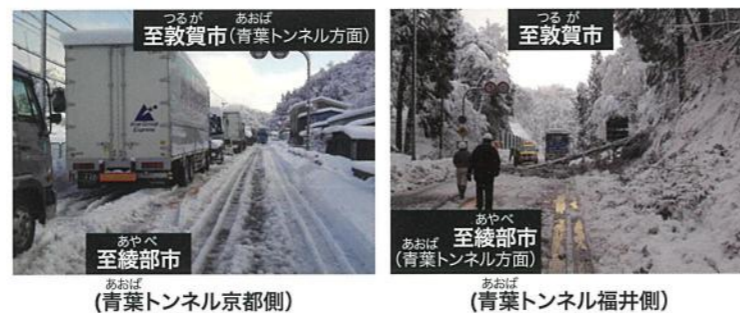 つるが あおば
至敦賀市(青葉トンネル方面)
あやべ
至綾部市
あおば
(青葉トンネル京都側)
つるが
至敦賀市
あやべ
至綾部市
あおば
(青葉トンネル方面)
あおば
(青葉トンネル福井側)